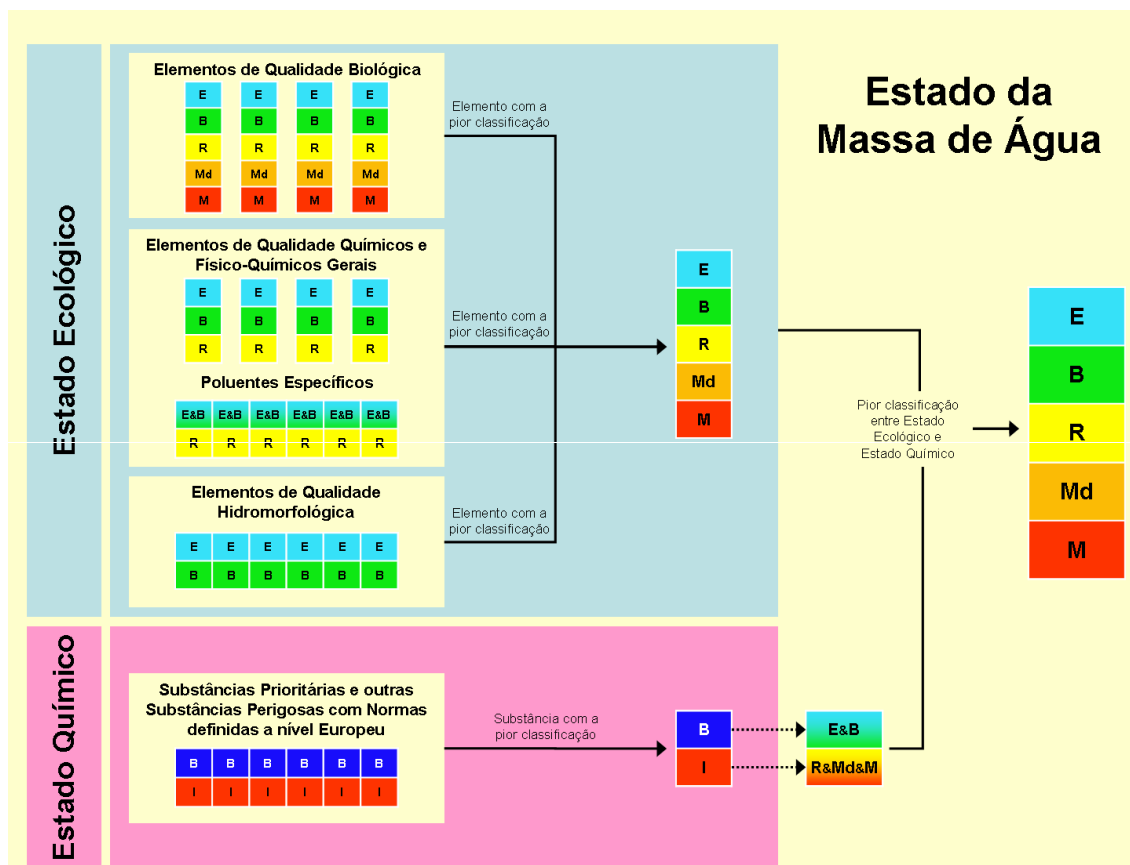 Estado da
Massa de Água
Estado Ecológico
Elementos de Qualidade Biológica
E E E E
B B B B
R R R R
Md Md Md Md
M M M M
Elemento com a
pior classificação
Elementos de Qualidade Químicos e
Físico-Químicos Gerais
E E E E
B B B B
R R R R
Poluentes Específicos
E&B E&B E&B E&B E&B E&B
R R R R R R
Elemento com a
pior classificação
Elementos de Qualidade
Hidromorfológica
E E E E E E
B B B B B B
Elemento com a
pior classificação
E
B
R
Md
M
Pior classificação
entre Estado
Ecológico e
Estado Químico
E
B
R
Md
M
Estado Químico
Substâncias Prioritárias e outras
Substâncias Perigosas com Normas
definidas a nível Europeu
B B B B B B
I I I I I I
Substância com a
pior classificação
B
I
E&B
R&Md&M